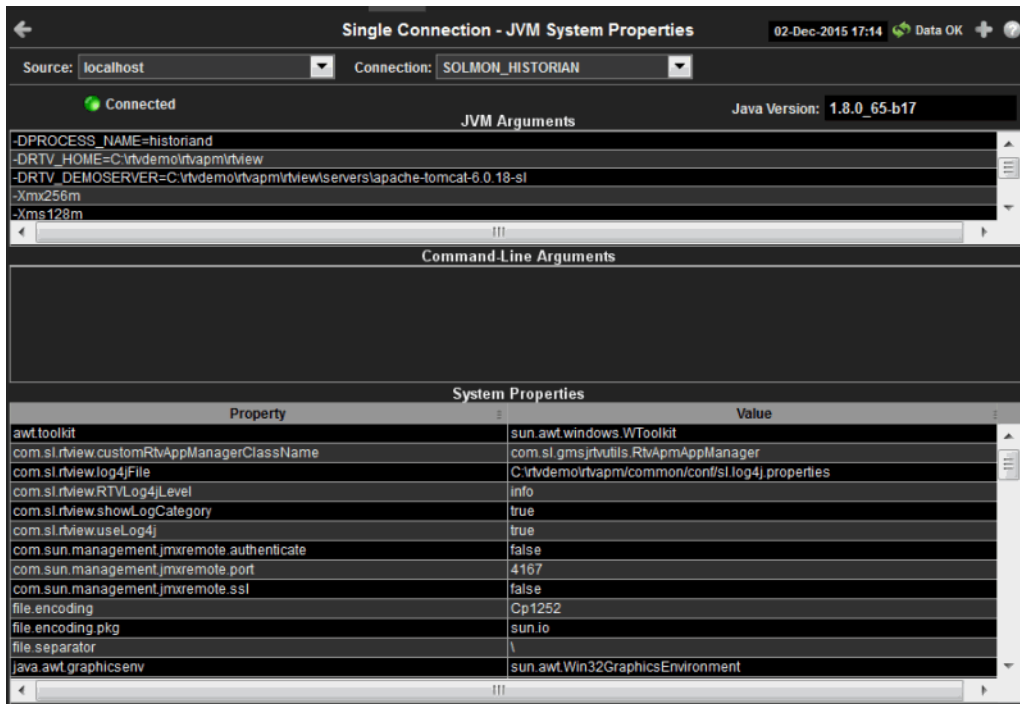 Single Connection - JVM System Properties
02-Dec-2015 17:14 Data OK
Source: localhost Connection: SOLMON_HISTORIAN
Connected
Java Version: 1.8.0_65-b17
JVM Arguments
-DPROCESS_NAME=historiand
-DRTV_HOME=C:\rtvdemo\rtvapm\rtview
-DRTV_DEMOSERVER=C:\rtvdemo\rtvapm\rtview\servers\apache-tomcat-6.0.18-sl
-Xmx256m
-Xms128m
Command-Line Arguments
System Properties
Property Value
awt.toolkit sun.awt.windows.WToolkit
com.sl.rtview.customRtvAppManagerClassName com.sl.gmsjrtvutils.RtvApmAppManager
com.sl.rtview.log4jFile C:\rtvdemo\rtvapm/common/conf/sl.log4j.properties
com.sl.rtview.RTVLog4jLevel info
com.sl.rtview.showLogCategory true
com.sl.rtview.useLog4j true
com.sun.management.jmxremote.authenticate false
com.sun.management.jmxremote.port 4167
com.sun.management.jmxremote.ssl false
file.encoding Cp1252
file.encoding.pkg sun.io
file.separator \
java.awt.graphicsenv sun.awt.Win32GraphicsEnvironment